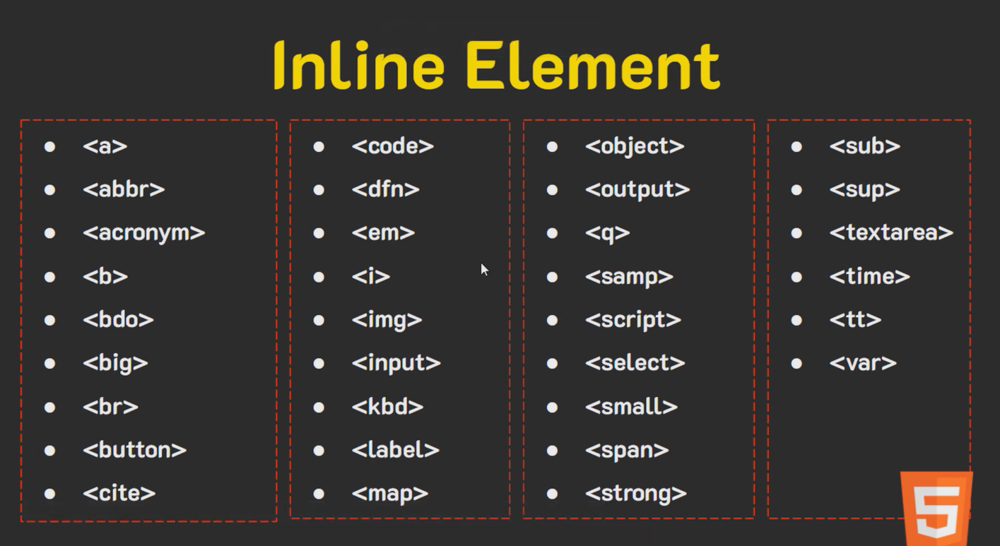 Inline Element
<a>
<abbr>
<acronym>
<b>
<bdo>
<big>
<br>
<button>
<cite>
<code>
<dfn>
<em>
<i>
<img>
<input>
<kbd>
<label>
<map>
<object>
<output>
<q>
<samp>
<script>
<select>
<small>
<span>
<strong>
<sub>
<sup>
<textarea>
<time>
<tt>
<var>
5